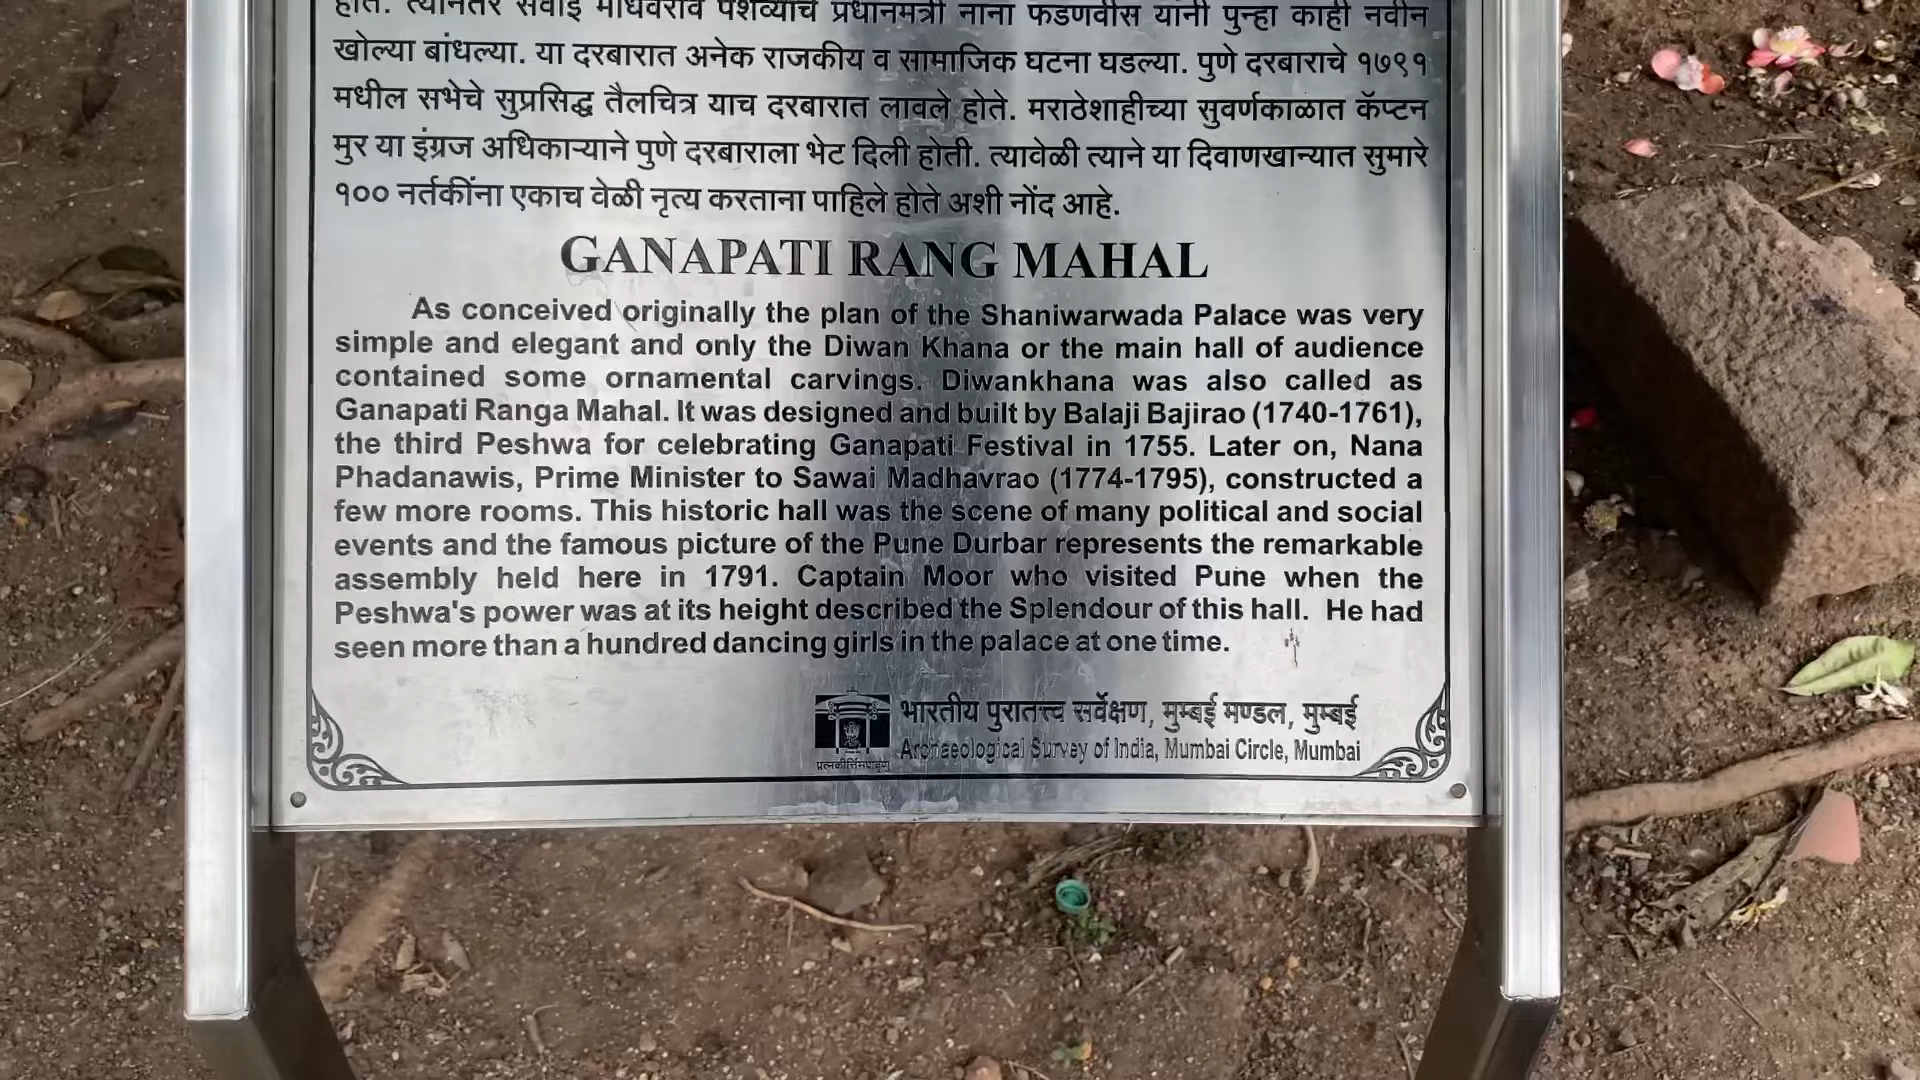 होते. त्यानंतर सवाई माधवराव पेशव्यांचे प्रधानमंत्री नाना फडणवीस यांनी पुन्हा काही नवीन
खोल्या बांधल्या. या दरबारात अनेक राजकीय व सामाजिक घटना घडल्या. पुणे दरबाराचे १७९१
मधील सभेचे सुप्रसिद्ध तैलचित्र याच दरबारात लावले होते. मराठेशाहीच्या सुवर्णकाळात कॅप्टन
मुर या इंग्रज अधिकाऱ्याने पुणे दरबाराला भेट दिली होती. त्यावेळी त्याने या दिवाणखान्यात सुमारे
१०० नर्तकींना एकाच वेळी नृत्य करताना पाहिले होते अशी नोंद आहे.
GANAPATI RANG MAHAL
As conceived originally the plan of the Shaniwarwada Palace was very
simple and elegant and only the Diwan Khana or the main hall of audience
contained some ornamental carvings. Diwankhana was also called as
Ganapati Ranga Mahal. It was designed and built by Balaji Bajirao (1740-1761),
the third Peshwa for celebrating Ganapati Festival in 1755. Later on, Nana
Phadanawis, Prime Minister to Sawai Madhavrao (1774-1795), constructed a
few more rooms. This historic hall was the scene of many political and social
events and the famous picture of the Pune Durbar represents the remarkable
assembly held here in 1791. Captain Moor who visited Pune when the
Peshwa's power was at its height described the Splendour of this hall. He had
seen more than a hundred dancing girls in the palace at one time.
भारतीय पुरातत्त्व सर्वेक्षण, मुम्बई मण्डल, मुम्बई
Archaeological Survey of India, Mumbai Circle, Mumbai